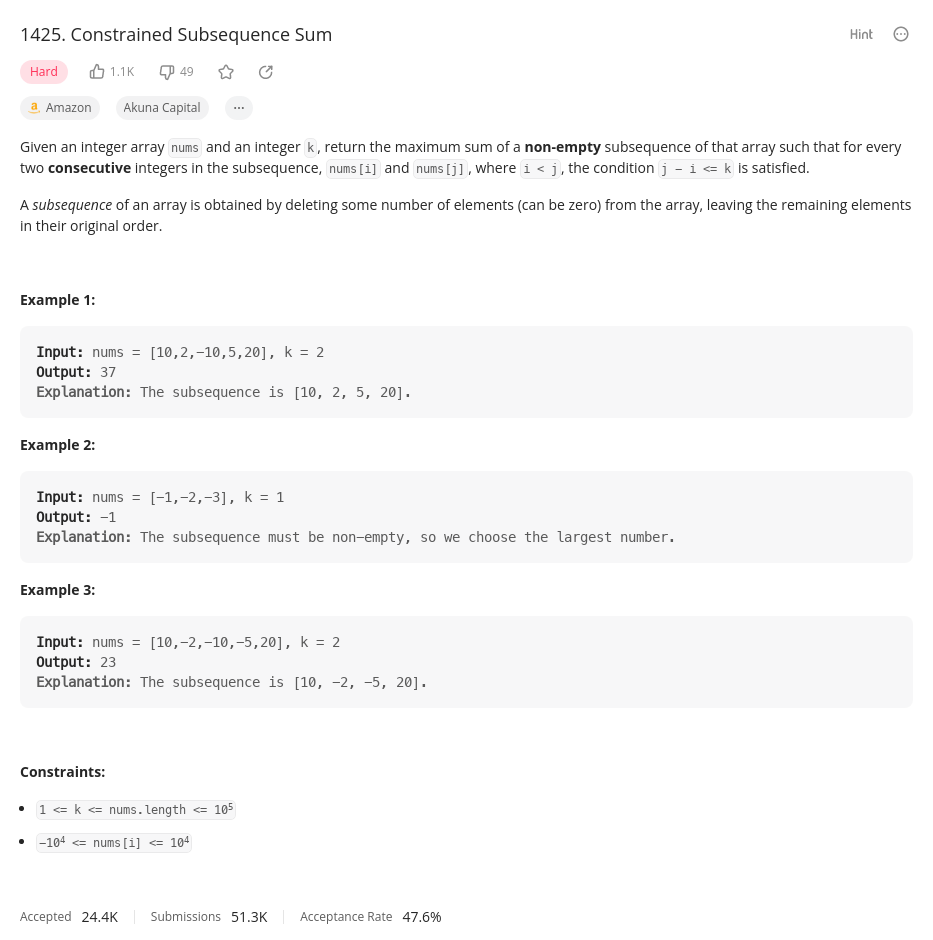 1425. Constrained Subsequence Sum
Hint
Hard
1.1K
49
Amazon
Akuna Capital
Given an integer array nums and an integer k, return the maximum sum of a non-empty subsequence of that array such that for every
two consecutive integers in the subsequence, nums[i] and nums[j], where i < j, the condition j - i <= k is satisfied.
A subsequence of an array is obtained by deleting some number of elements (can be zero) from the array, leaving the remaining elements
in their original order.
Example 1:
Input: nums = [10,2,-10,5,20], k = 2
Output: 37
Explanation: The subsequence is [10, 2, 5, 20].
Example 2:
Input: nums = [-1,-2,-3], k = 1
Output: -1
Explanation: The subsequence must be non-empty, so we choose the largest number.
Example 3:
Input: nums = [10,-2,-10,-5,20], k = 2
Output: 23
Explanation: The subsequence is [10, -2, -5, 20].
Constraints:
• 1 <= k <= nums.length <= 10⁵
• -10⁴ <= nums[i] <= 10⁴
Accepted 24.4K Submissions 51.3K Acceptance Rate 47.6%